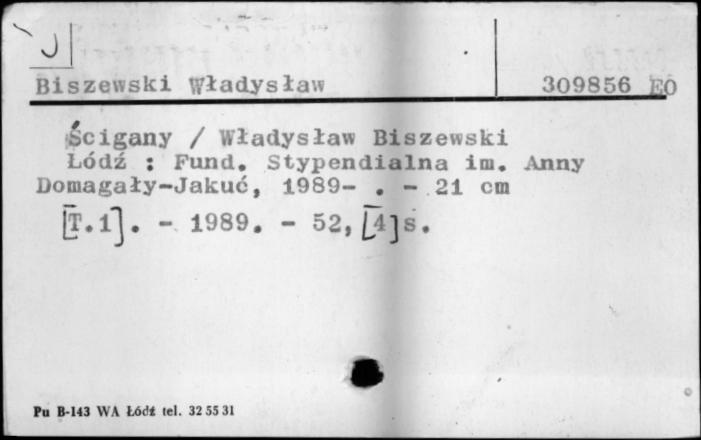 Biszewski Władysław 309856 EO
Ścigany / Władysław Biszewski
Łódź : Fund. Stypendialna im. Anny
Domagały-Jakuć, 1989- . - 21 cm
[T.1]. - 1989. - 52, [4]s.
Pu B-143 WA Łódź tel. 32 55 31